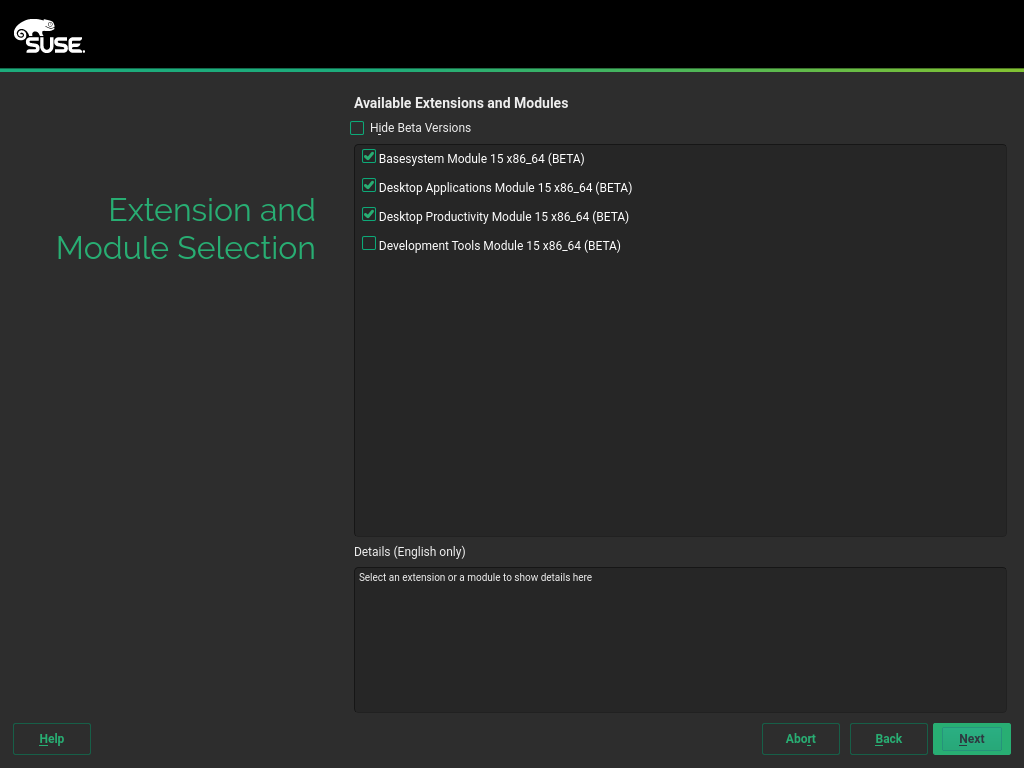 SUSE.
Available Extensions and Modules
Hide Beta Versions
Basesystem Module 15 x86_64 (BETA)
Desktop Applications Module 15 x86_64 (BETA)
Desktop Productivity Module 15 x86_64 (BETA)
Development Tools Module 15 x86_64 (BETA)
Extension and
Module Selection
Details (English only)
Select an extension or a module to show details here
Help
Abort
Back
Next